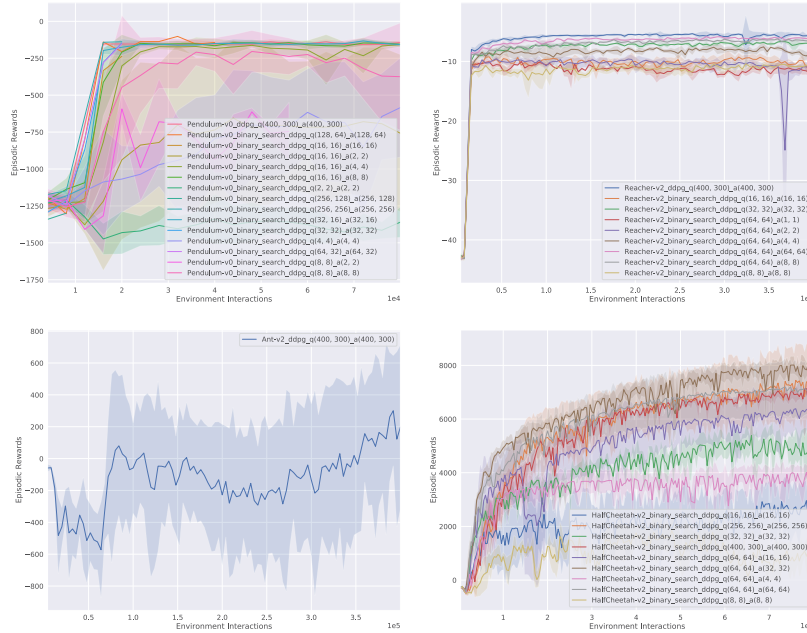 0
−250
−500
−750
−1000
−1250
−1500
−1750
Episodic Rewards
Pendulum-v0_ddpg_q(400, 300)_a(400, 300)
Pendulum-v0_binary_search_ddpg_q(128, 64)_a(128, 64)
Pendulum-v0_binary_search_ddpg_q(16, 16)_a(16, 16)
Pendulum-v0_binary_search_ddpg_q(16, 16)_a(2, 2)
Pendulum-v0_binary_search_ddpg_q(16, 16)_a(4, 4)
Pendulum-v0_binary_search_ddpg_q(16, 16)_a(8, 8)
Pendulum-v0_binary_search_ddpg_q(2, 2)_a(2, 2)
Pendulum-v0_binary_search_ddpg_q(256, 128)_a(256, 128)
Pendulum-v0_binary_search_ddpg_q(256, 256)_a(256, 256)
Pendulum-v0_binary_search_ddpg_q(32, 16)_a(32, 16)
Pendulum-v0_binary_search_ddpg_q(32, 32)_a(32, 32)
Pendulum-v0_binary_search_ddpg_q(4, 4)_a(4, 4)
Pendulum-v0_binary_search_ddpg_q(64, 32)_a(64, 32)
Pendulum-v0_binary_search_ddpg_q(8, 8)_a(2, 2)
Pendulum-v0_binary_search_ddpg_q(8, 8)_a(8, 8)
1 2 3 4 5 6 7
Environment Interactions
1e4
−10
−20
−30
−40
Episodic Rewards
Reacher-v2_ddpg_q(400, 300)_a(400, 300)
Reacher-v2_binary_search_ddpg_q(16, 16)_a(16, 16)
Reacher-v2_binary_search_ddpg_q(32, 32)_a(32, 32)
Reacher-v2_binary_search_ddpg_q(64, 64)_a(1, 1)
Reacher-v2_binary_search_ddpg_q(64, 64)_a(2, 2)
Reacher-v2_binary_search_ddpg_q(64, 64)_a(4, 4)
Reacher-v2_binary_search_ddpg_q(64, 64)_a(64, 64)
Reacher-v2_binary_search_ddpg_q(64, 64)_a(8, 8)
Reacher-v2_binary_search_ddpg_q(8, 8)_a(8, 8)
0.5 1.0 1.5 2.0 2.5 3.0 3.5
Environment Interactions
800
600
400
200
0
−200
−400
−600
−800
Episodic Rewards
Ant-v2_ddpg_q(400, 300)_a(400, 300)
0.5 1.0 1.5 2.0 2.5 3.0 3.5
Environment Interactions
1e5
8000
6000
4000
2000
0
Episodic Rewards
HalfCheetah-v2_binary_search_ddpg_q(16, 16)_a(16, 16)
HalfCheetah-v2_binary_search_ddpg_q(256, 256)_a(256, 256)
HalfCheetah-v2_binary_search_ddpg_q(32, 32)_a(32, 32)
HalfCheetah-v2_binary_search_ddpg_q(400, 300)_a(400, 300)
HalfCheetah-v2_binary_search_ddpg_q(64, 64)_a(16, 16)
HalfCheetah-v2_binary_search_ddpg_q(64, 64)_a(32, 32)
HalfCheetah-v2_binary_search_ddpg_q(64, 64)_a(4, 4)
HalfCheetah-v2_binary_search_ddpg_q(64, 64)_a(64, 64)
HalfCheetah-v2_binary_search_ddpg_q(8, 8)_a(8, 8)
1 2 3 4 5 6 7
Environment Interactions